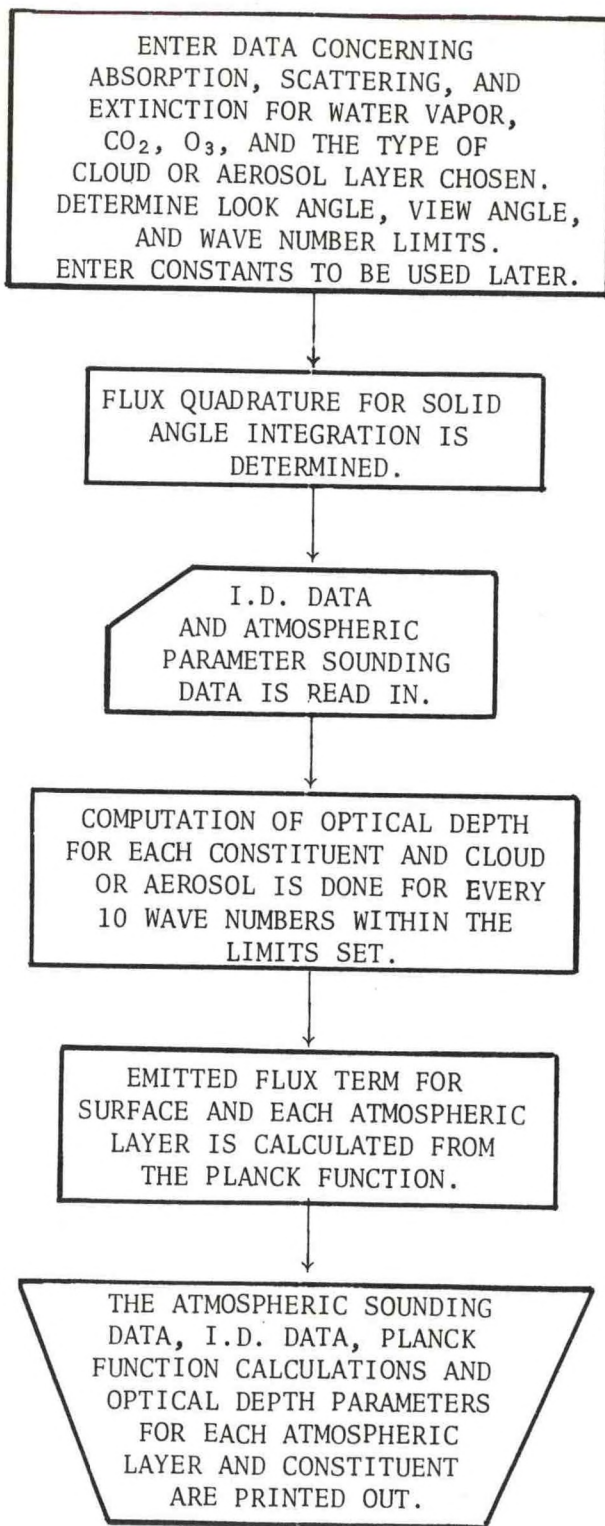 ENTER DATA CONCERNING
ABSORPTION, SCATTERING, AND
EXTINCTION FOR WATER VAPOR,
CO₂, O₃, AND THE TYPE OF
CLOUD OR AEROSOL LAYER CHOSEN.
DETERMINE LOOK ANGLE, VIEW ANGLE,
AND WAVE NUMBER LIMITS.
ENTER CONSTANTS TO BE USED LATER.
FLUX QUADRATURE FOR SOLID
ANGLE INTEGRATION IS
DETERMINED.
I.D. DATA
AND ATMOSPHERIC
PARAMETER SOUNDING
DATA IS READ IN.
COMPUTATION OF OPTICAL DEPTH
FOR EACH CONSTITUENT AND CLOUD
OR AEROSOL IS DONE FOR EVERY
10 WAVE NUMBERS WITHIN THE
LIMITS SET.
EMITTED FLUX TERM FOR
SURFACE AND EACH ATMOSPHERIC
LAYER IS CALCULATED FROM
THE PLANCK FUNCTION.
THE ATMOSPHERIC SOUNDING
DATA, I.D. DATA, PLANCK
FUNCTION CALCULATIONS AND
OPTICAL DEPTH PARAMETERS
FOR EACH ATMOSPHERIC
LAYER AND CONSTITUENT
ARE PRINTED OUT.